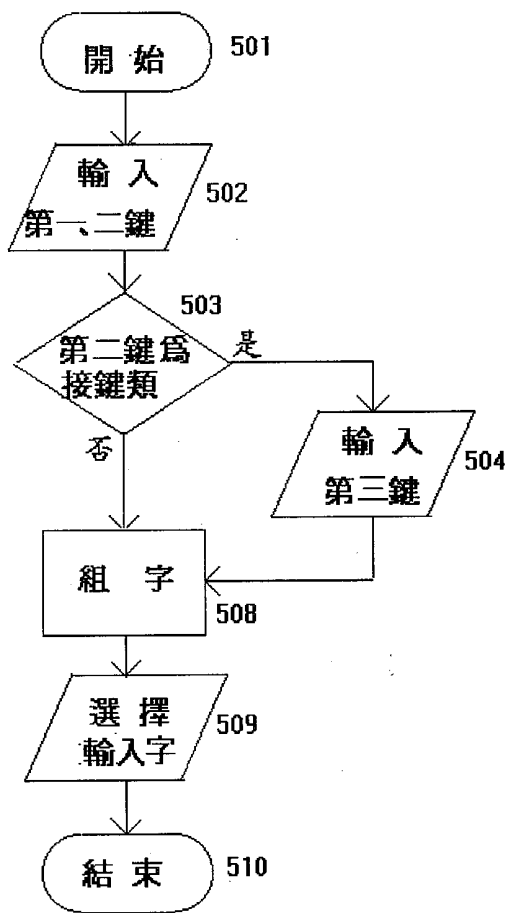 開始
501
輸入
第一、二鍵
502
503
第二鍵為
接鍵類
是
否
輸入
第三鍵
504
組字
508
選擇
輸入字
509
結束
510